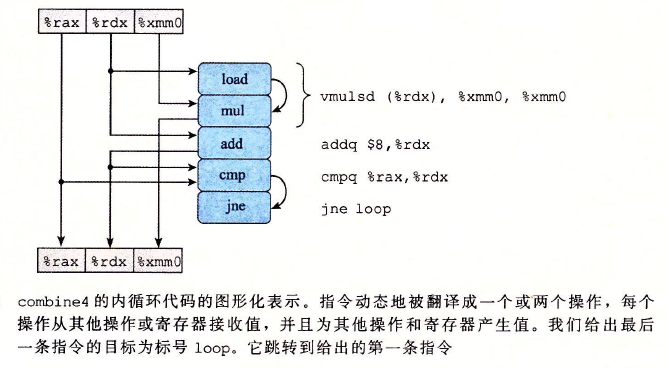 %rax %rdx %xmm0
load
mul
vmulsd (%rdx), %xmm0, %xmm0
add
addq $8,%rdx
cmp
cmpq %rax,%rdx
jne
jne loop
%rax %rdx %xmm0
combine4 的内循环代码的图形化表示。指令动态地被翻译成一个或两个操作，每个
操作从其他操作或寄存器接收值，并且为其他操作和寄存器产生值。我们给出最后
一条指令的目标为标号 loop。它跳转到给出的第一条指令